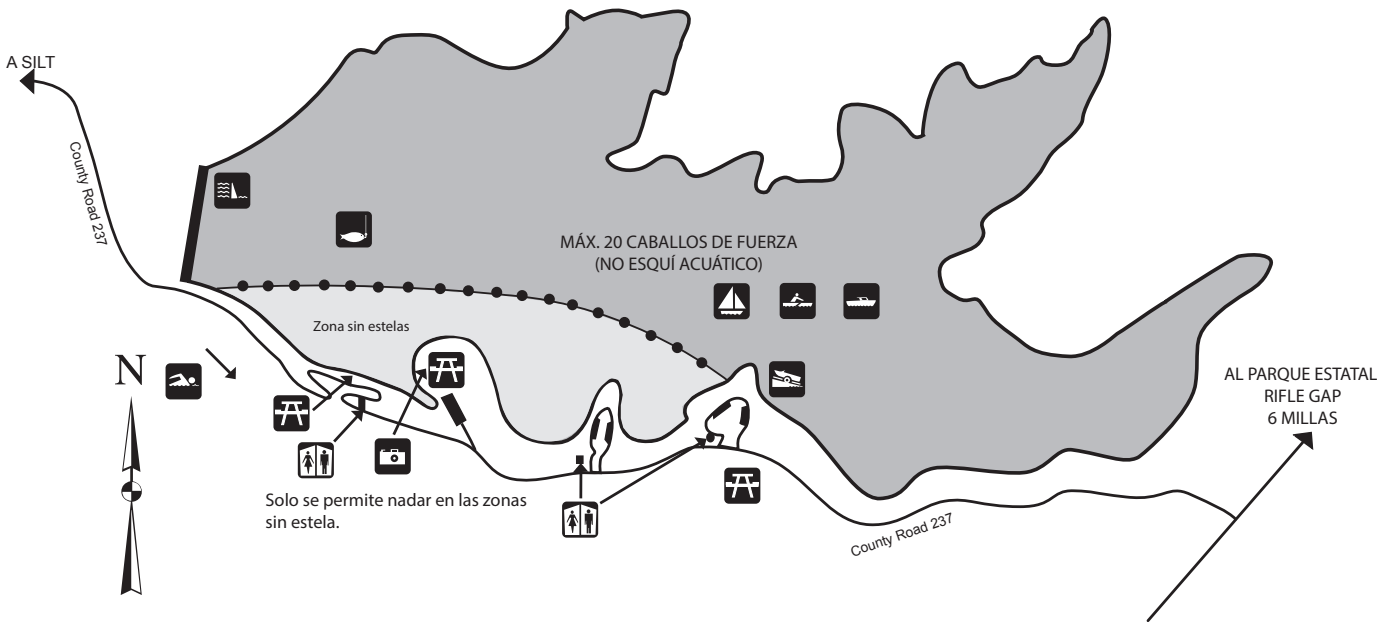 A SILT
County Road 237
MÁX. 20 CABALLOS DE FUERZA
(NO ESQUÍ ACUÁTICO)
Zona sin estelas
N
AL PARQUE ESTATAL
RIFLE GAP
6 MILLAS
Solo se permite nadar en las zonas
sin estela.
County Road 237